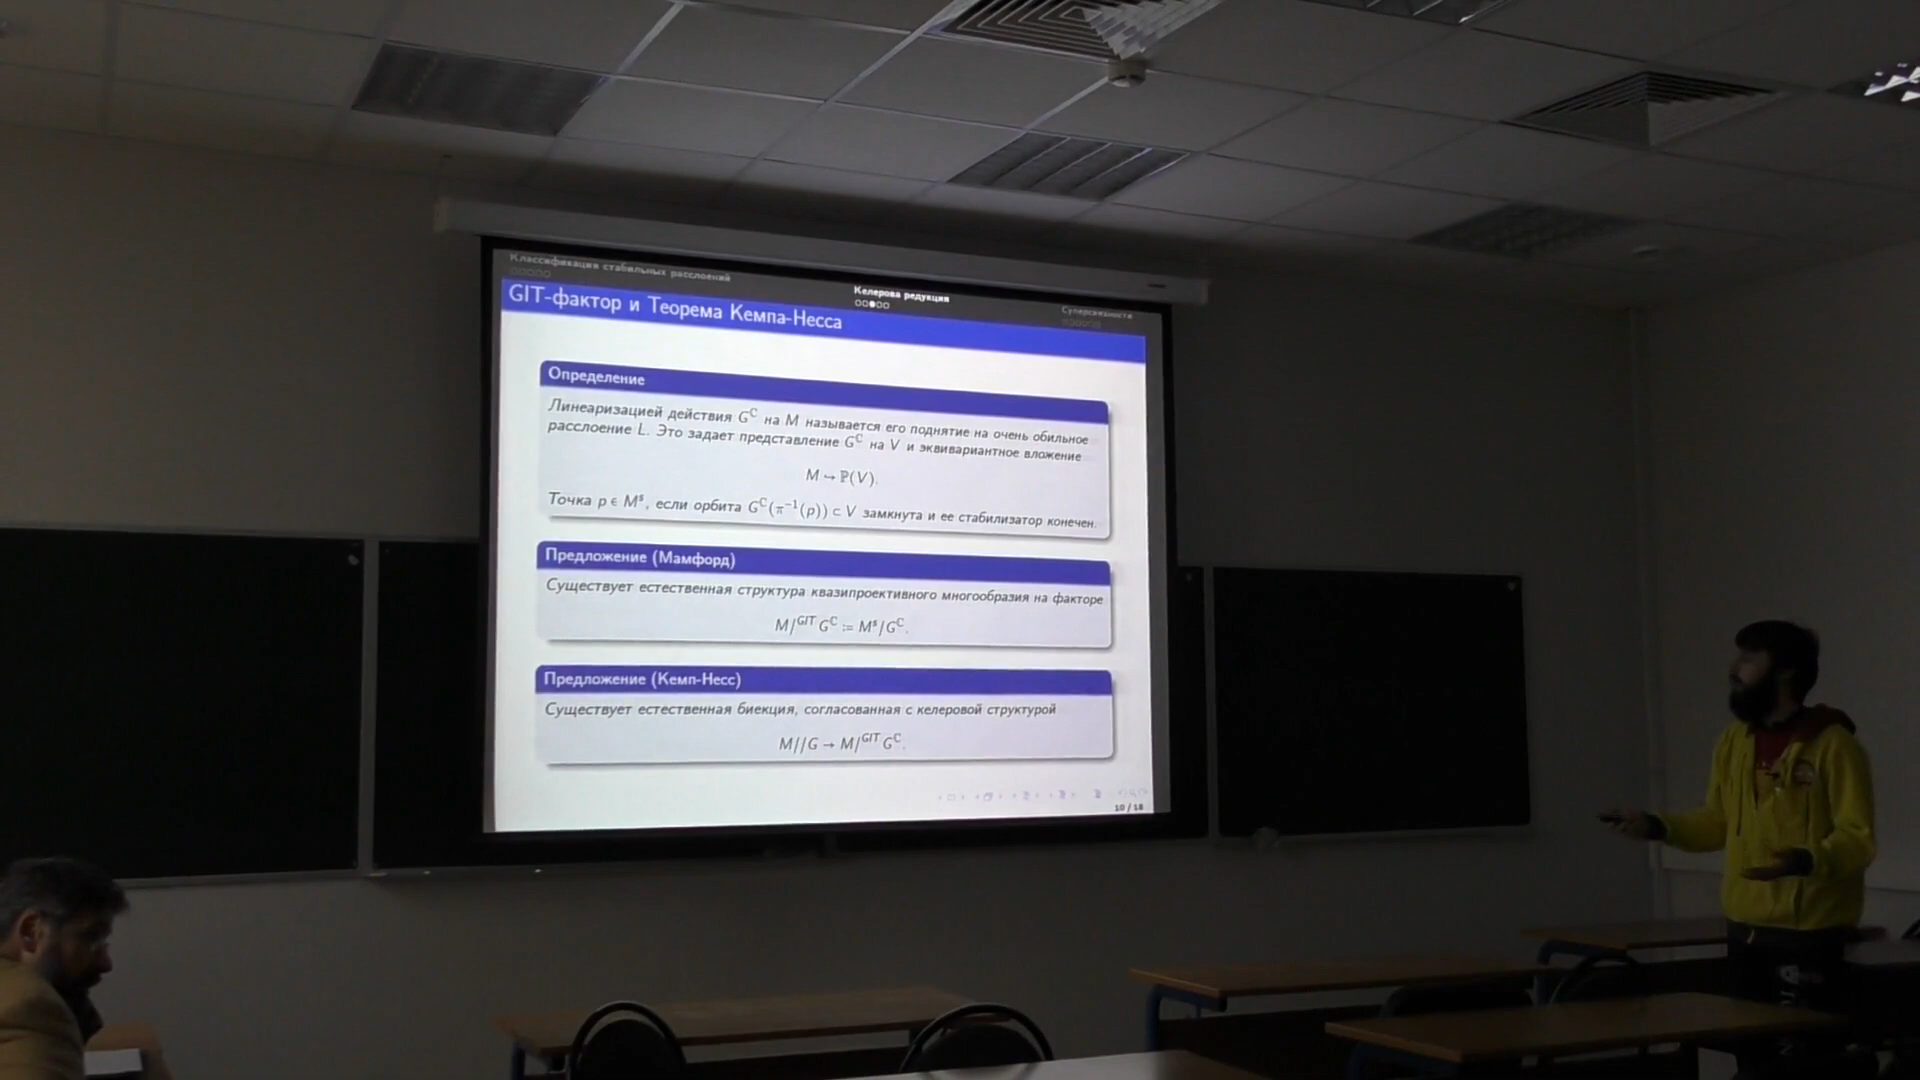 Классификация стабильных расслоений
Келерова редукция
Суперсвязности
GIT-фактор и Теорема Кемпа-Несса
Определение
Линеаризацией действия G^ℂ на M называется его поднятие на очень обильное
расслоение L. Это задает представление G^ℂ на V и эквивариантное вложение
M ↪ ℙ(V).
Точка p ∈ M^s, если орбита G^ℂ(π^{-1}(p)) ⊂ V замкнута и ее стабилизатор конечен.
Предложение (Мамфорд)
Существует естественная структура квазипроективного многообразия на факторе
M/^{GIT} G^ℂ := M^s/G^ℂ.
Предложение (Кемп-Несс)
Существует естественная биекция, согласованная с келеровой структурой
M//G → M/^{GIT} G^ℂ.
10 / 18